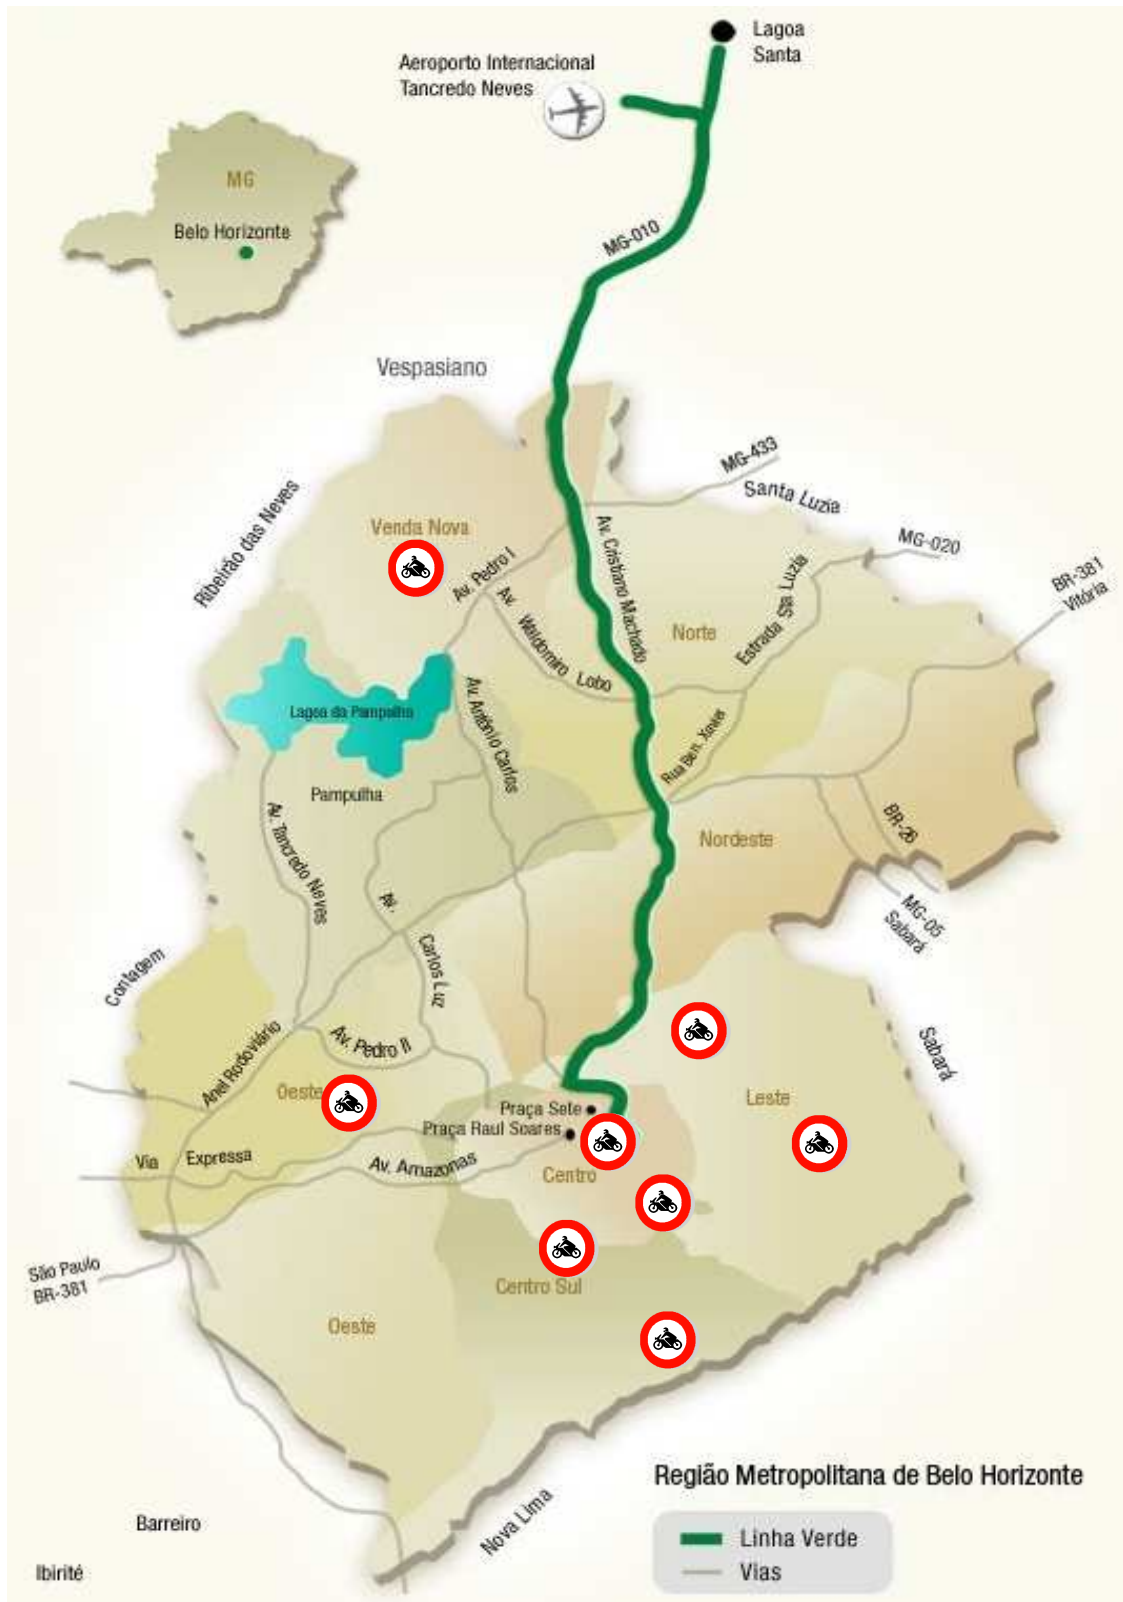 Lagoa
Santa
Aeroporto Internacional
Tancredo Neves
MG
Belo Horizonte
MG-010
Vespasiano
MG-433
Santa Luzia
Ribeirão das Neves
Venda Nova
MG-020
Av. Pedro I
Av. Cristiano Machado
BR-381
Vitória
Av. Waldomiro Lobo
Norte
Estrada Sta Luzia
Lagoa da Pampulha
Av. Antônio Carlos
Rua Ben. Xavier
Pampulha
Av. Tancredo Neves
Nordeste
BR-26
Av.
Carlos Luz
MG-05
Sabará
Contagem
Anel Rodoviário
Av. Pedro II
Sabará
Oeste
Leste
Praça Sete
Praça Raul Soares
Via Expressa
Av. Amazonas
Centro
São Paulo
BR-381
Centro Sul
Oeste
Região Metropolitana de Belo Horizonte
Nova Lima
Barreiro
Linha Verde
Ibirité
Vias